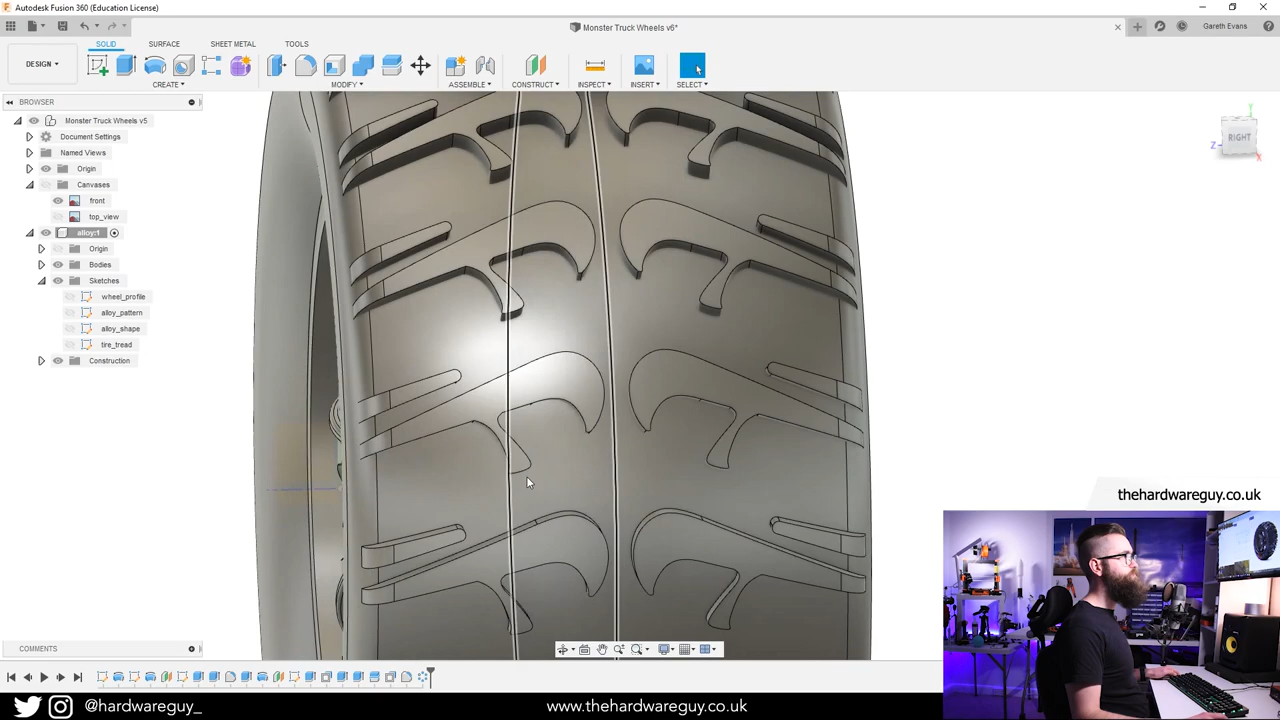 Autodesk Fusion 360 (Education License)
Monster Truck Wheels v6*
Gareth Evans
SOLID SURFACE SHEET METAL TOOLS
DESIGN
CREATE MODIFY ASSEMBLE CONSTRUCT INSPECT INSERT SELECT
BROWSER
Monster Truck Wheels v5
Document Settings
Named Views
Origin
Canvases
front
top_view
alloy:1
Origin
Bodies
Sketches
wheel_profile
alloy_pattern
alloy_shape
tire_tread
Construction
RIGHT
Y
Z
X
thehardwareguy.co.uk
COMMENTS
@hardwareguy_
www.thehardwareguy.co.uk